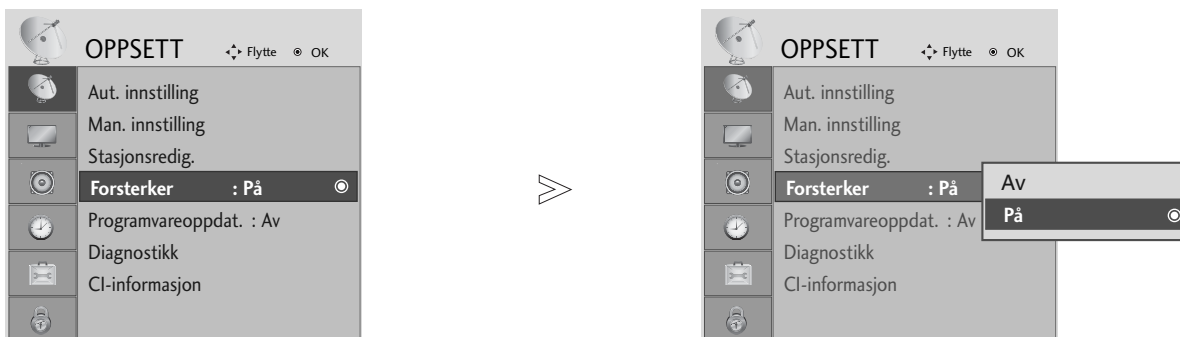 OPPSETT Flytte OK
Aut. innstilling
Man. innstilling
Stasjonsredig.
Forsterker : På
Programvareoppdat. : Av
Diagnostikk
CI-informasjon
OPPSETT Flytte OK
Aut. innstilling
Man. innstilling
Stasjonsredig.
Forsterker : På
Programvareoppdat. : Av
Diagnostikk
CI-informasjon
Av
På